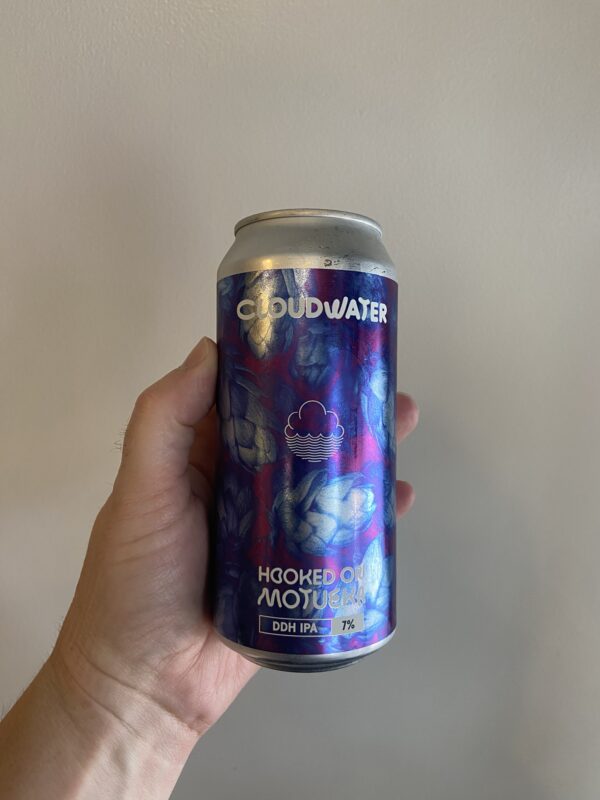 CLOUDWATER
HOOKED ON
MOTUEKA
DDH IPA 7%